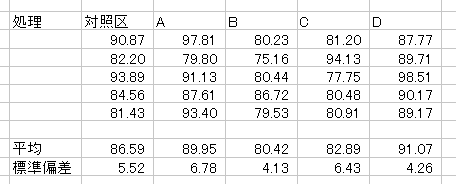 処理 対照区 A B C D
90.87 97.81 80.23 81.20 87.77
82.20 79.80 75.16 94.13 89.71
93.89 91.13 80.44 77.75 98.51
84.56 87.61 86.72 80.48 90.17
81.43 93.40 79.53 80.91 89.17
平均 86.59 89.95 80.42 82.89 91.07
標準偏差 5.52 6.78 4.13 6.43 4.26